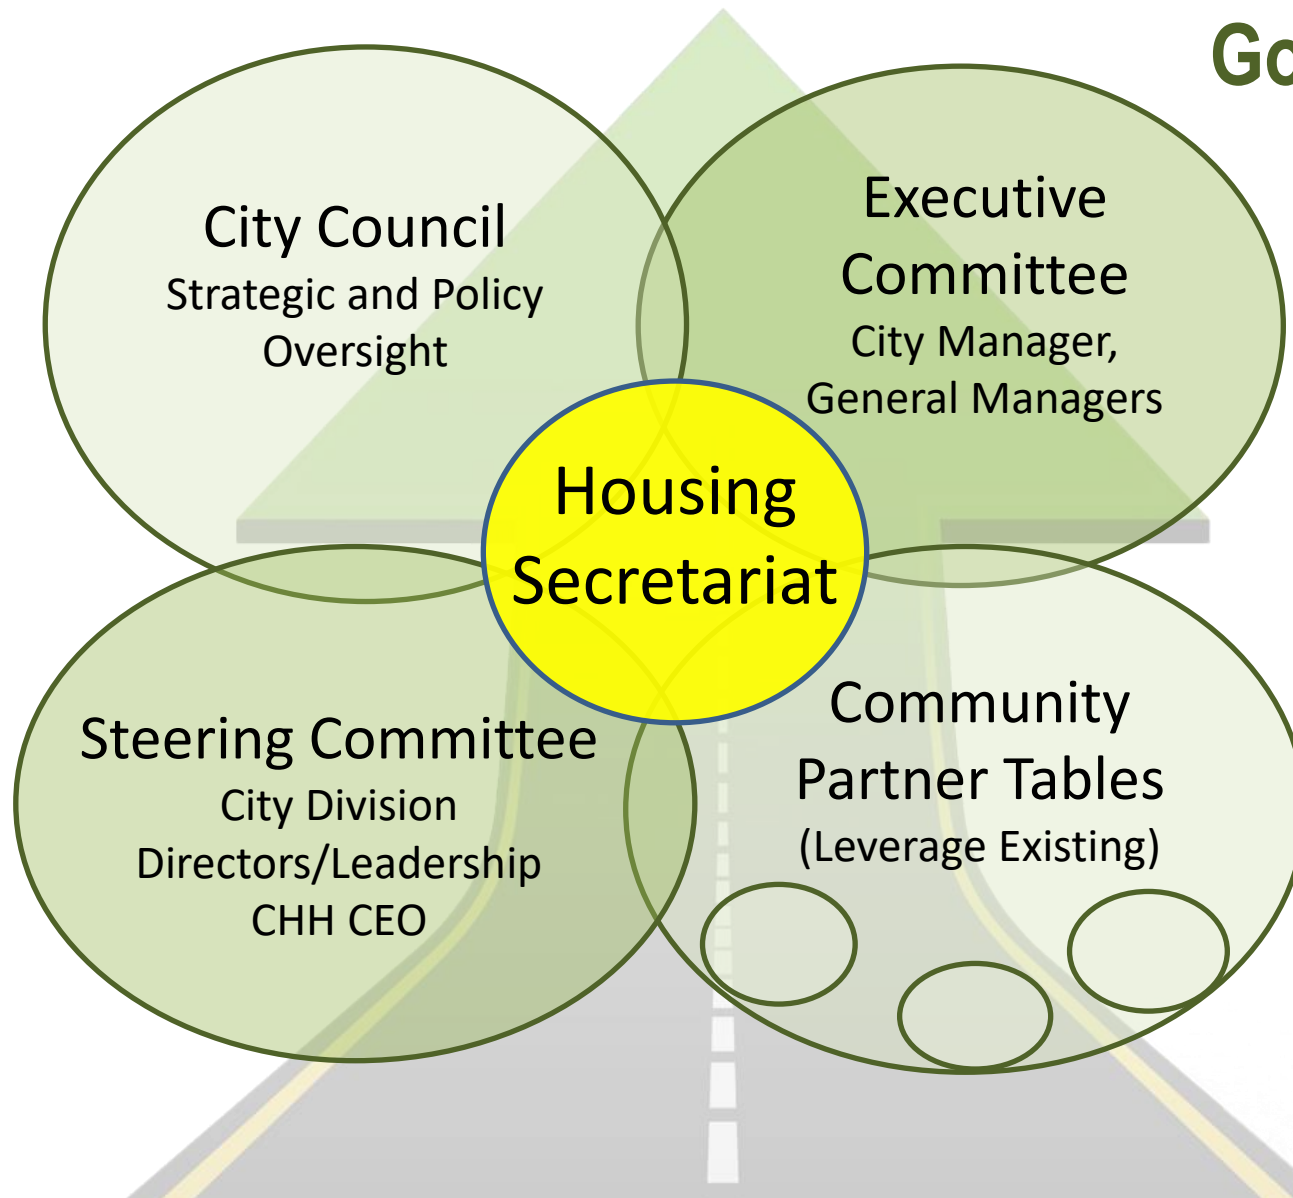 City Council
Strategic and Policy
Oversight
Executive
Committee
City Manager,
General Managers
Housing
Secretariat
Steering Committee
City Division
Directors/Leadership
CHH CEO
Community
Partner Tables
(Leverage Existing)